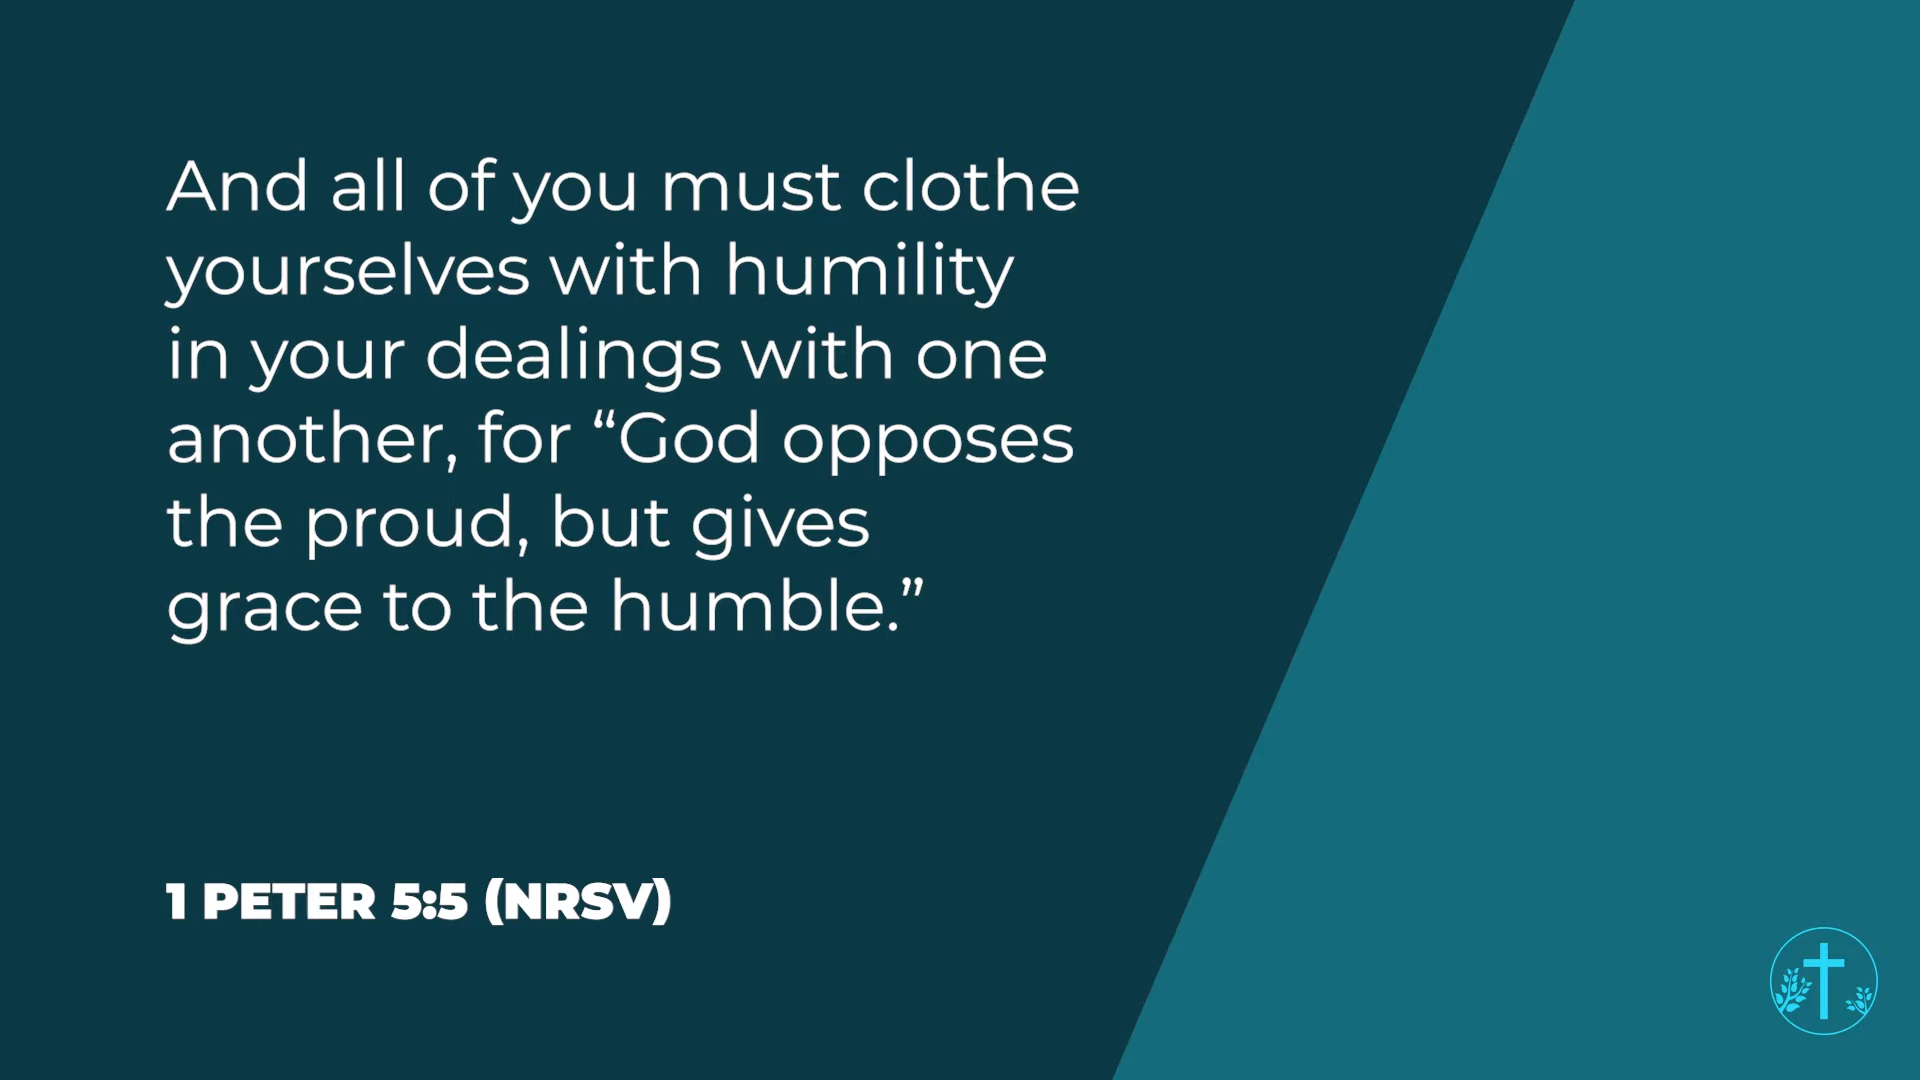 And all of you must clothe
yourselves with humility
in your dealings with one
another, for “God opposes
the proud, but gives
grace to the humble.”
1 PETER 5:5 (NRSV)